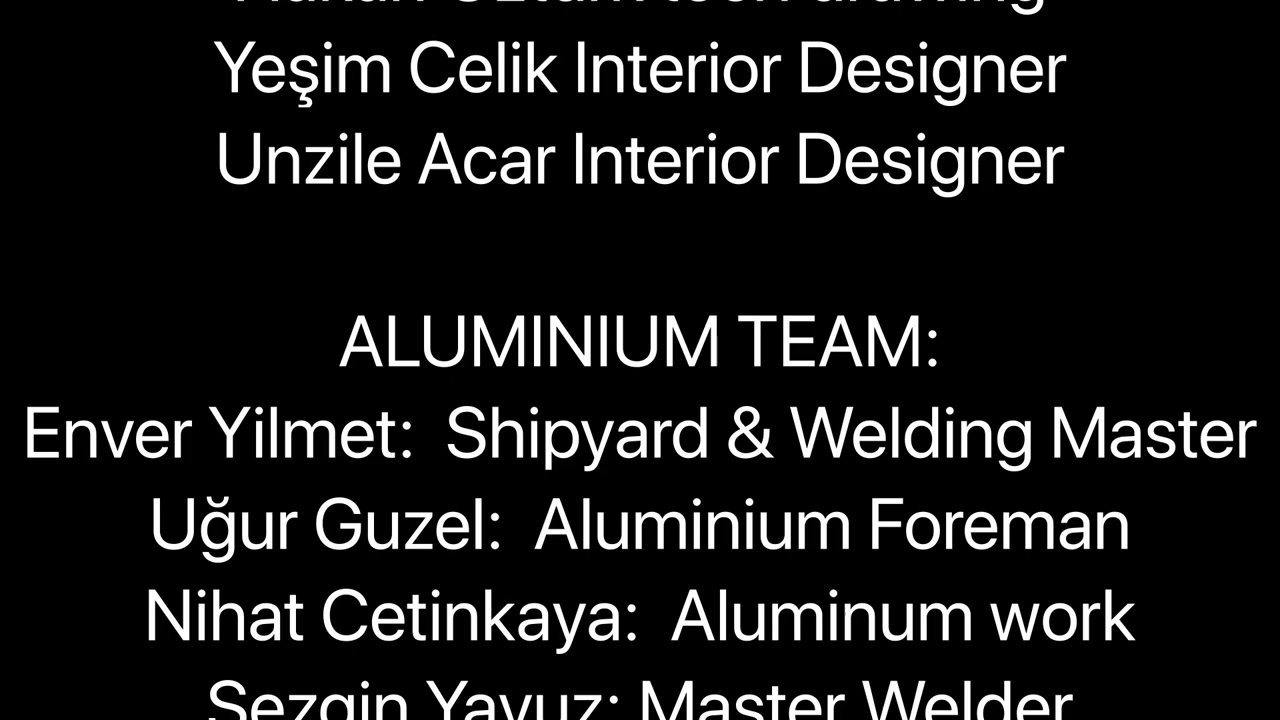 Yeşim Celik Interior Designer
Unzile Acar Interior Designer
ALUMINIUM TEAM:
Enver Yilmet:  Shipyard & Welding Master
Uğur Guzel:  Aluminium Foreman
Nihat Cetinkaya:  Aluminum work
Sezgin Yavuz: Master Welder